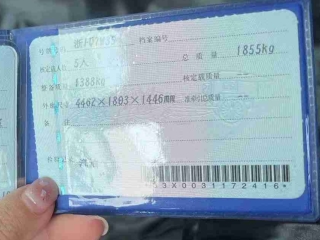 号牌号码 档案编号
核定载人数 5人 总质量 1855kg
整备质量 1388kg 核定载质量 --
外廓尺寸 4462×1803×1446mm 准牵引总质量 --
备注
检验记录
*3X0031172416*